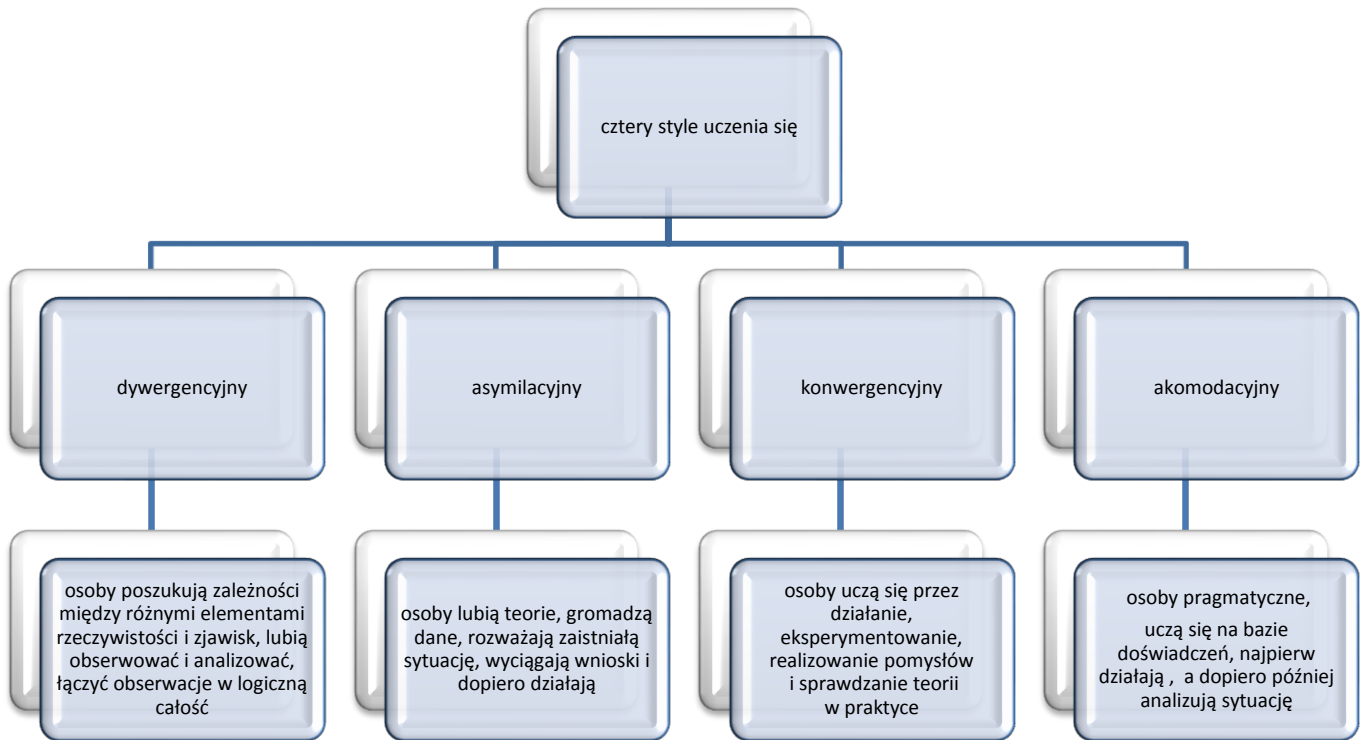 cztery style uczenia się
dywergencyjny
asymilacyjny
konwergencyjny
akomodacyjny
osoby poszukują zależności
między różnymi elementami
rzeczywistości i zjawisk, lubią
obserwować i analizować,
łączyć obserwacje w logiczną
całość
osoby lubią teorie, gromadzą
dane, rozważają zaistniałą
sytuację, wyciągają wnioski i
dopiero działają
osoby uczą się przez
działanie,
eksperymentowanie,
realizowanie pomysłów
i sprawdzanie teorii
w praktyce
osoby pragmatyczne,
uczą się na bazie
doświadczeń, najpierw
działają , a dopiero później
analizują sytuację